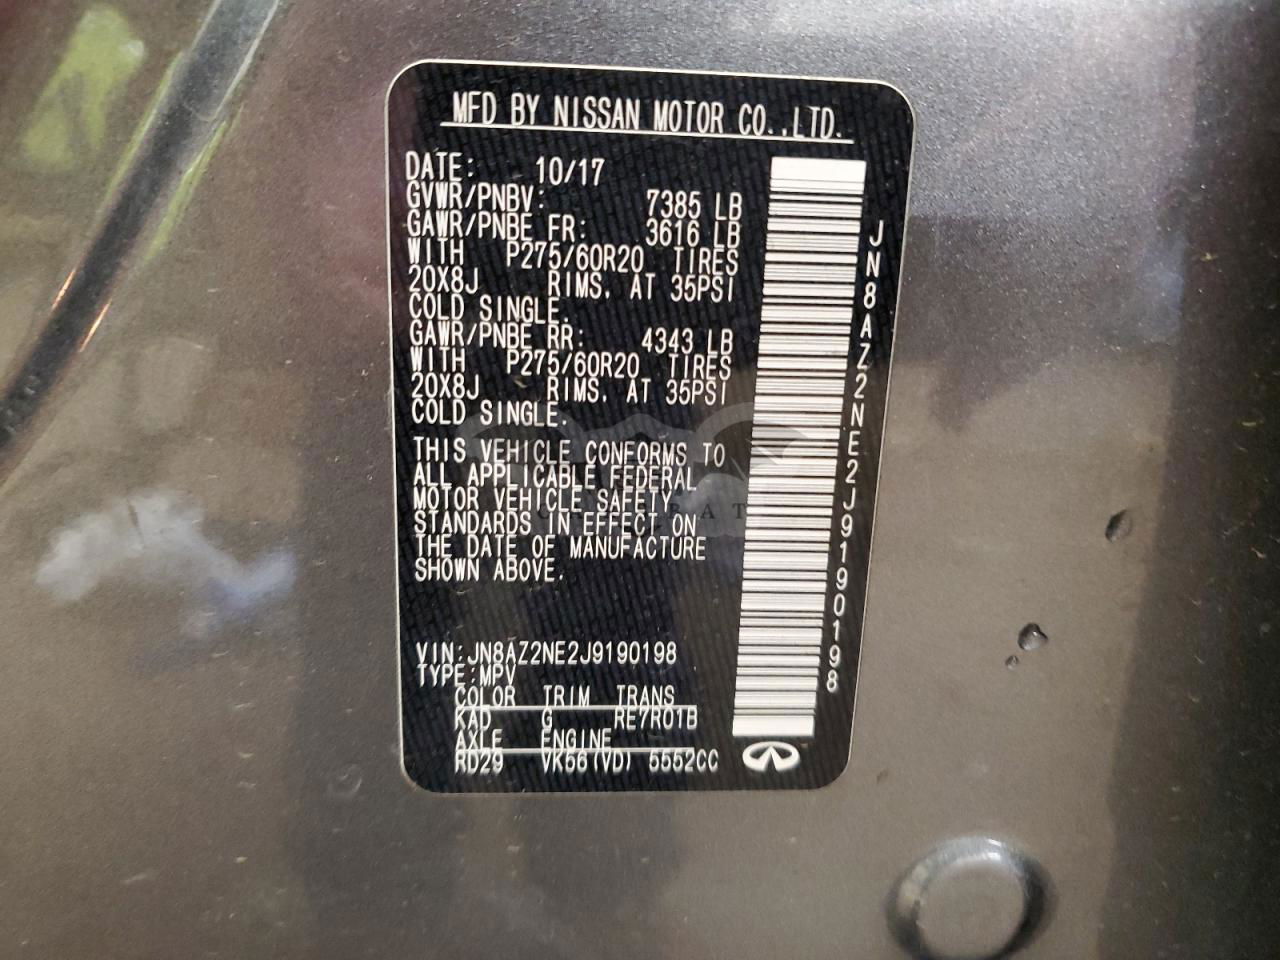 MFD BY NISSAN MOTOR CO.,LTD.
DATE: 10/17
GVWR/PNBV: 7385 LB
GAWR/PNBE FR: 3616 LB
WITH P275/60R20 TIRES
20X8J RIMS. AT 35PSI
COLD SINGLE.
GAWR/PNBE RR: 4343 LB
WITH P275/60R20 TIRES
20X8J RIMS. AT 35PSI
COLD SINGLE.
THIS VEHICLE CONFORMS TO
ALL APPLICABLE FEDERAL
MOTOR VEHICLE SAFETY
STANDARDS IN EFFECT ON
THE DATE OF MANUFACTURE
SHOWN ABOVE.
VIN:JN8AZ2NE2J9190198
TYPE:MPV
COLOR TRIM TRANS
KAD G RE7R01B
AXLE ENGINE
RD29 VK56(VD) 5552CC
JN8AZ2NE2J9190198